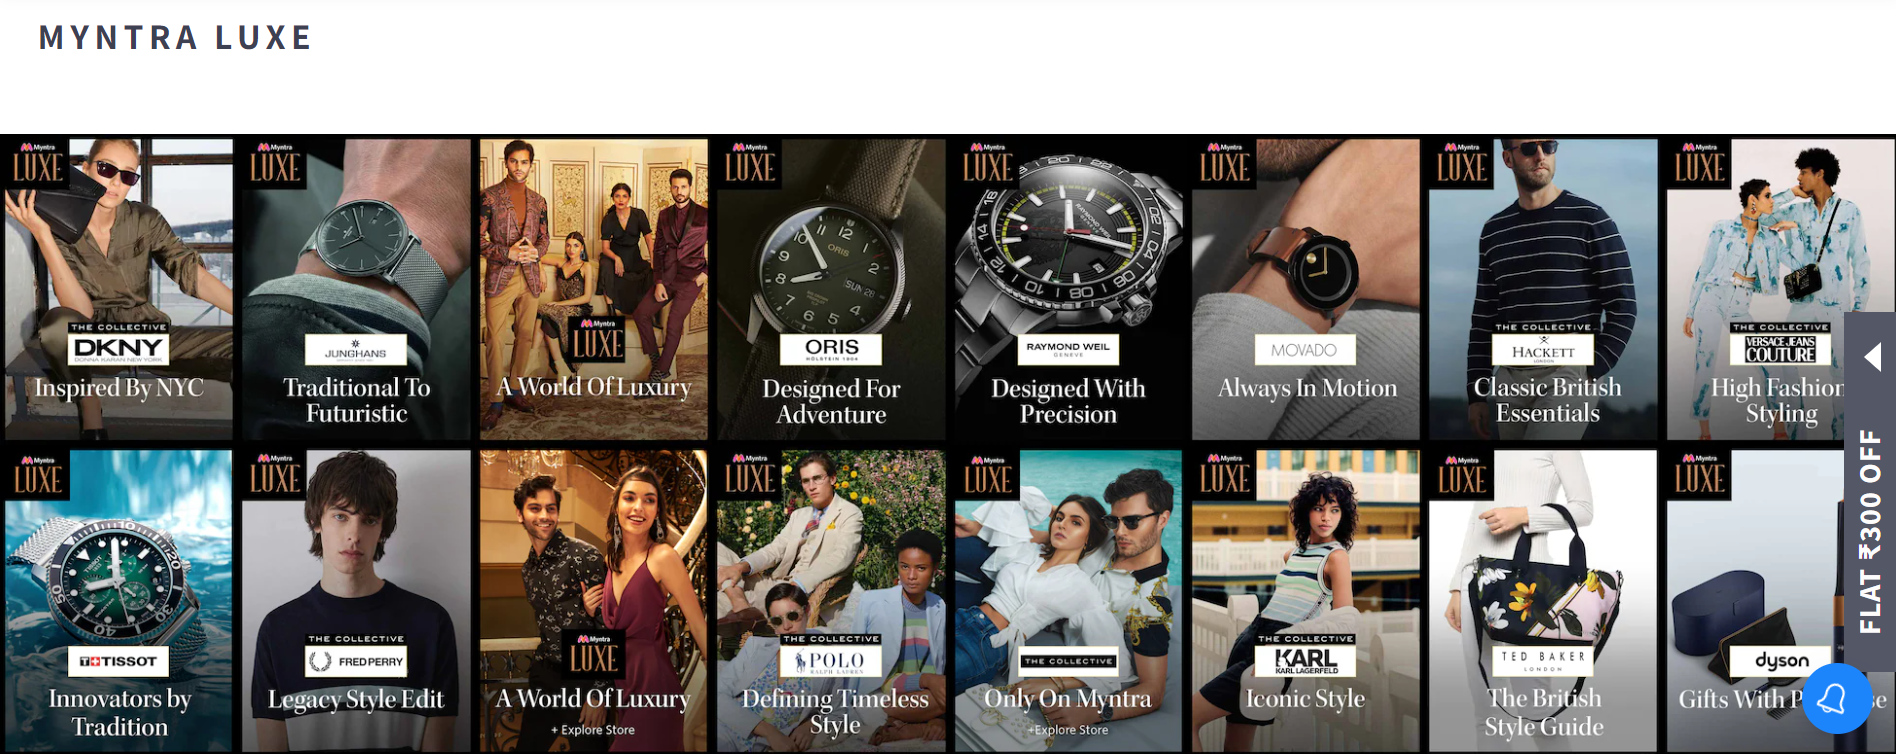 MYNTRA LUXE
Myntra
LUXE
THE COLLECTIVE
DKNY
DONNA KARAN NEW YORK
Inspired By NYC
Myntra
LUXE
JUNGHANS
Traditional To
Futuristic
Myntra
LUXE
A World Of Luxury
Myntra
LUXE
ORIS
HÖLSTEIN 1904
Designed For
Adventure
Myntra
LUXE
RAYMOND WEIL
GENEVE
Designed With
Precision
Myntra
LUXE
MOVADO
Always In Motion
Myntra
LUXE
THE COLLECTIVE
HACKETT
LONDON
Classic British
Essentials
Myntra
LUXE
THE COLLECTIVE
VERSACE JEANS
COUTURE
High Fashion
Styling
Myntra
LUXE
TISSOT
Innovators by
Tradition
Myntra
LUXE
THE COLLECTIVE
FRED PERRY
Legacy Style Edit
Myntra
LUXE
A World Of Luxury
+ Explore Store
Myntra
LUXE
THE COLLECTIVE
POLO
RALPH LAUREN
Defining Timeless
Style
Myntra
LUXE
THE COLLECTIVE
Only On Myntra
+Explore Store
Myntra
LUXE
THE COLLECTIVE
KARL
KARL LAGERFELD
Iconic Style
Myntra
LUXE
TED BAKER
LONDON
The British
Style Guide
Myntra
LUXE
dyson
Gifts With P se
FLAT ₹300 OFF